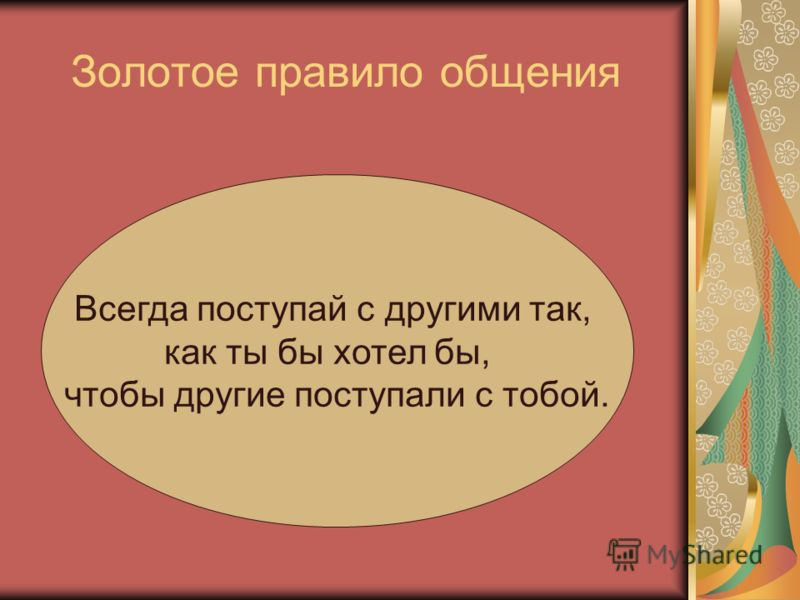 Золотое правило общения
Всегда поступай с другими так,
как ты бы хотел бы,
чтобы другие поступали с тобой.
MyShared